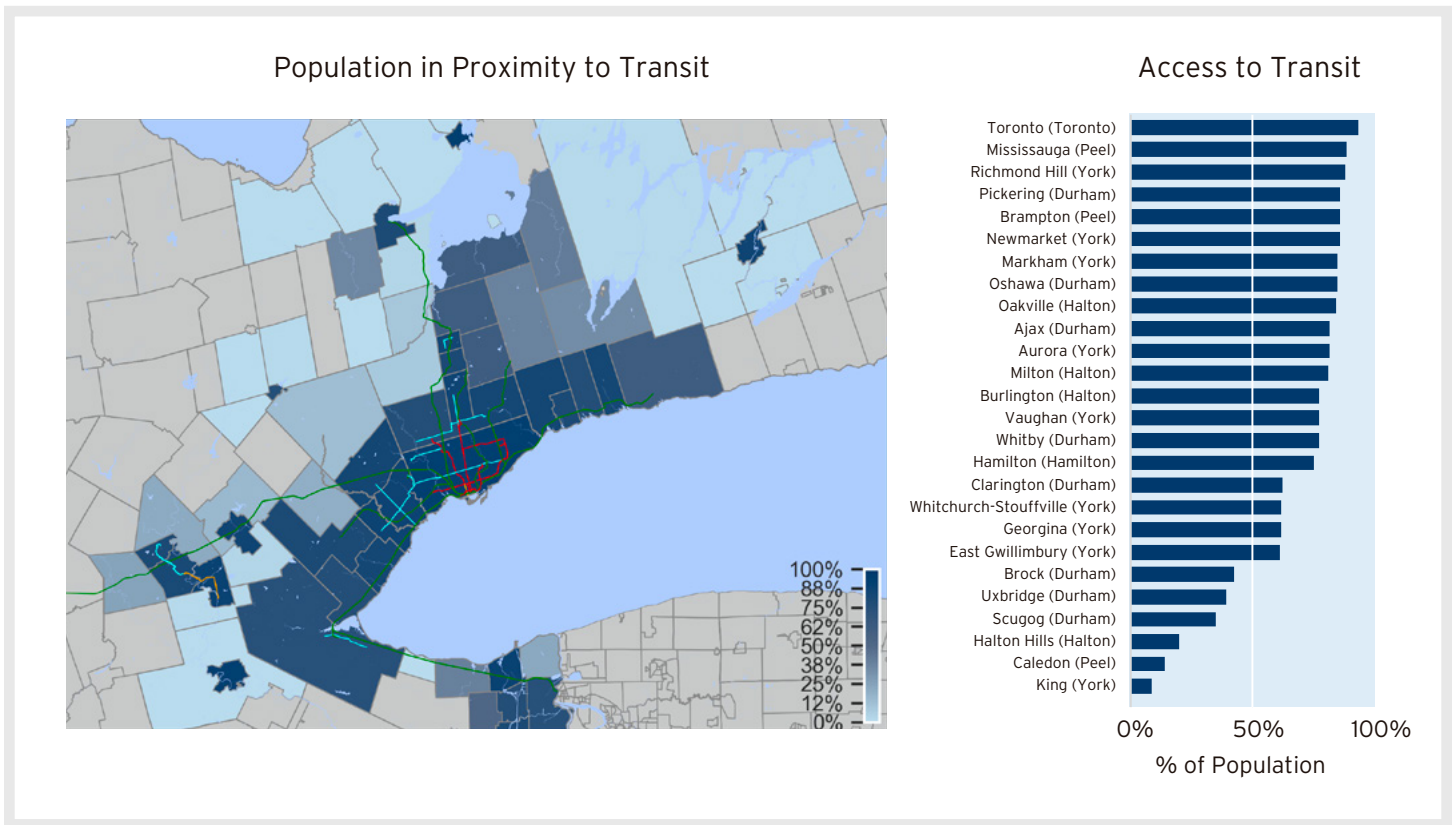 Population in Proximity to Transit
100%
88%
75%
62%
50%
38%
25%
12%
0%
Access to Transit
Toronto (Toronto)
Mississauga (Peel)
Richmond Hill (York)
Pickering (Durham)
Brampton (Peel)
Newmarket (York)
Markham (York)
Oshawa (Durham)
Oakville (Halton)
Ajax (Durham)
Aurora (York)
Milton (Halton)
Burlington (Halton)
Vaughan (York)
Whitby (Durham)
Hamilton (Hamilton)
Clarington (Durham)
Whitchurch-Stouffville (York)
Georgina (York)
East Gwillimbury (York)
Brock (Durham)
Uxbridge (Durham)
Scugog (Durham)
Halton Hills (Halton)
Caledon (Peel)
King (York)
0% 50% 100%
% of Population